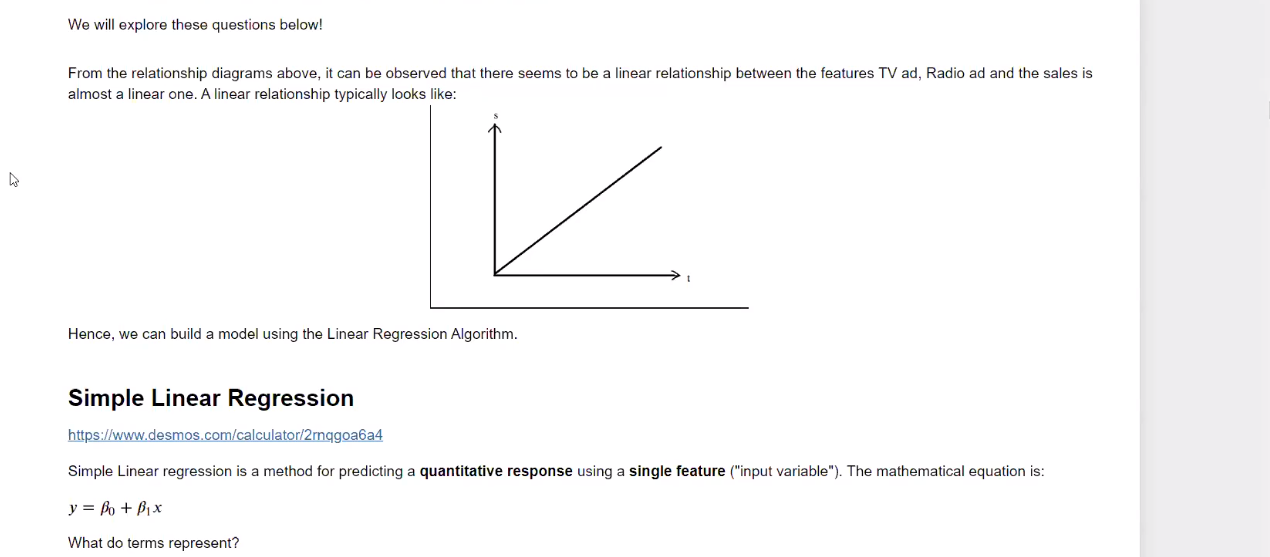 We will explore these questions below!
From the relationship diagrams above, it can be observed that there seems to be a linear relationship between the features TV ad, Radio ad and the sales is
almost a linear one. A linear relationship typically looks like:
s
t
Hence, we can build a model using the Linear Regression Algorithm.
Simple Linear Regression
https://www.desmos.com/calculator/2rnqgoa6a4
Simple Linear regression is a method for predicting a quantitative response using a single feature ("input variable"). The mathematical equation is:
y = β₀ + β₁x
What do terms represent?